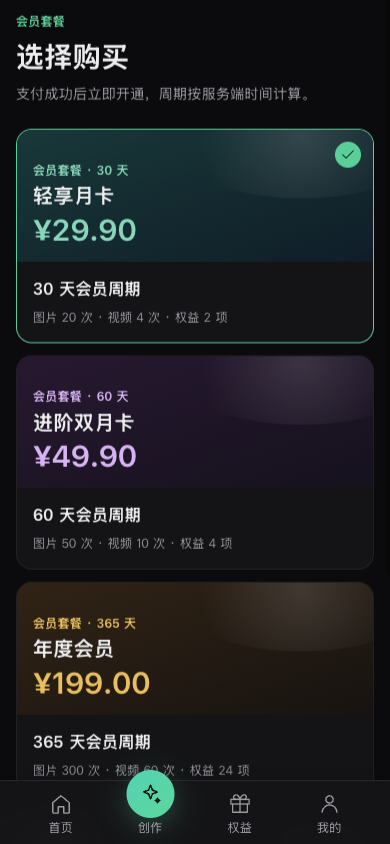 会员套餐
选择购买
支付成功后立即开通，周期按服务端时间计算。
会员套餐 · 30 天
轻享月卡
¥29.90
30 天会员周期
图片 20 次 · 视频 4 次 · 权益 2 项
会员套餐 · 60 天
进阶双月卡
¥49.90
60 天会员周期
图片 50 次 · 视频 10 次 · 权益 4 项
会员套餐 · 365 天
年度会员
¥199.00
365 天会员周期
图片 300 次 · 视频 60 次 · 权益 24 项
首页
创作
权益
我的